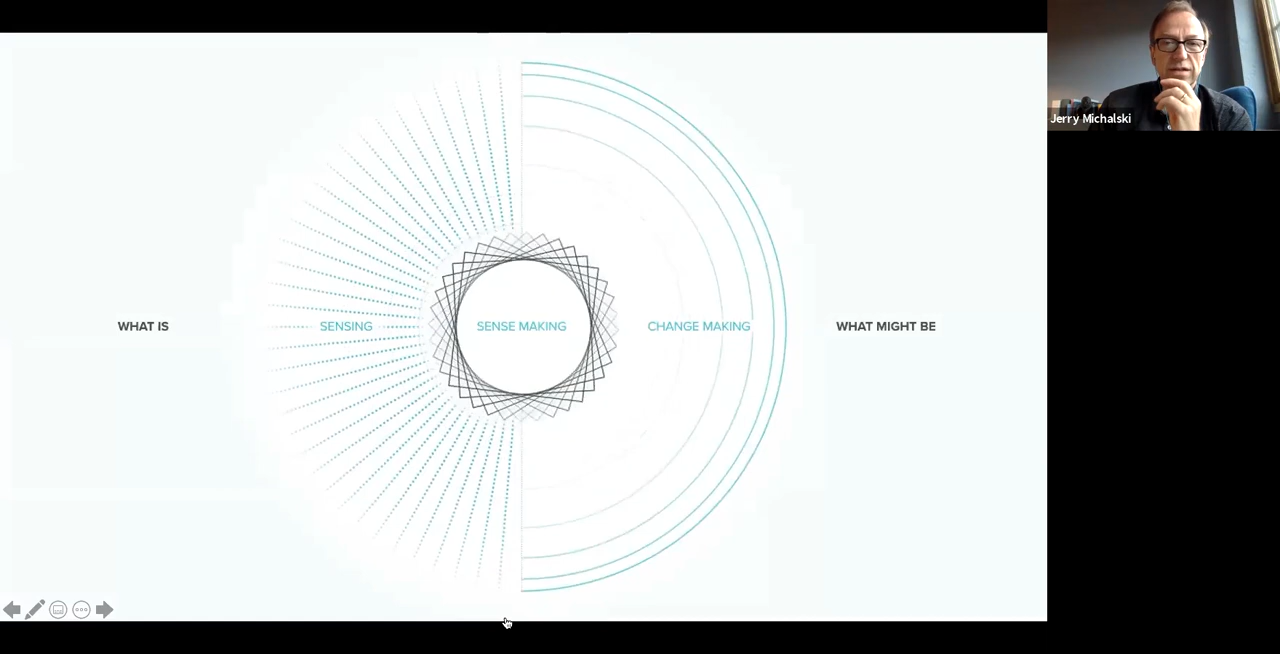 WHAT IS
SENSING
SENSE MAKING
CHANGE MAKING
WHAT MIGHT BE
Jerry Michalski